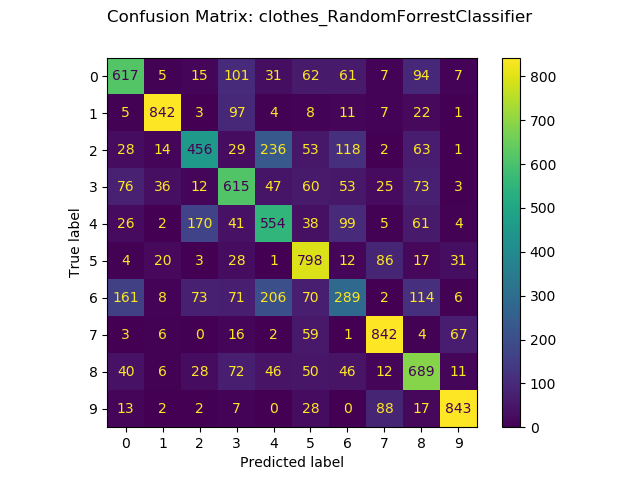 Confusion Matrix: clothes_RandomForrestClassifier
0 617 5 15 101 31 62 61 7 94 7
1 5 842 3 97 4 8 11 7 22 1
2 28 14 456 29 236 53 118 2 63 1
3 76 36 12 615 47 60 53 25 73 3
4 26 2 170 41 554 38 99 5 61 4
5 4 20 3 28 1 798 12 86 17 31
6 161 8 73 71 206 70 289 2 114 6
7 3 6 0 16 2 59 1 842 4 67
8 40 6 28 72 46 50 46 12 689 11
9 13 2 2 7 0 28 0 88 17 843
0 1 2 3 4 5 6 7 8 9
Predicted label
True label
800
700
600
500
400
300
200
100
0